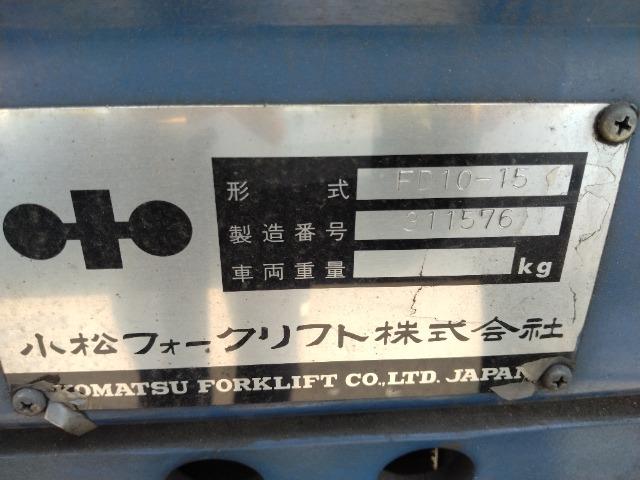 形式 FD10-15
製造番号 311576
車両重量 kg
小松フォークリフト株式会社
KOMATSU FORKLIFT CO.,LTD. JAPAN